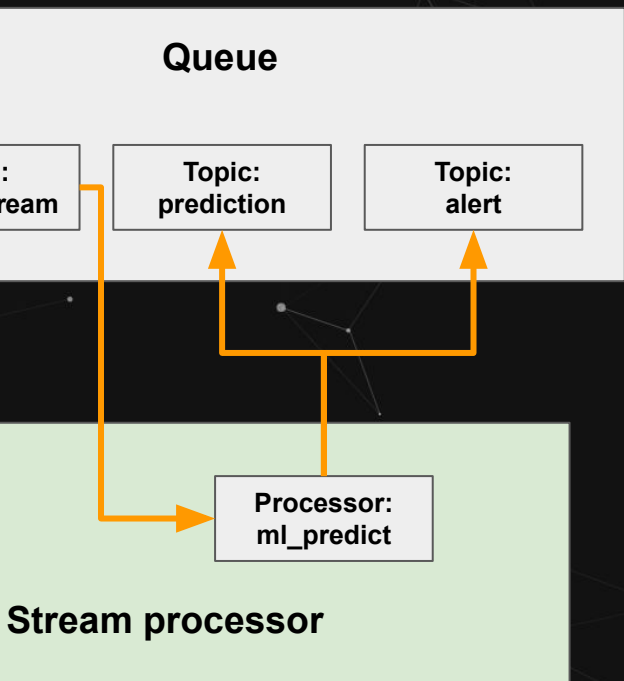 Queue
Topic:
prediction
Topic:
alert
Processor:
ml_predict
Stream processor